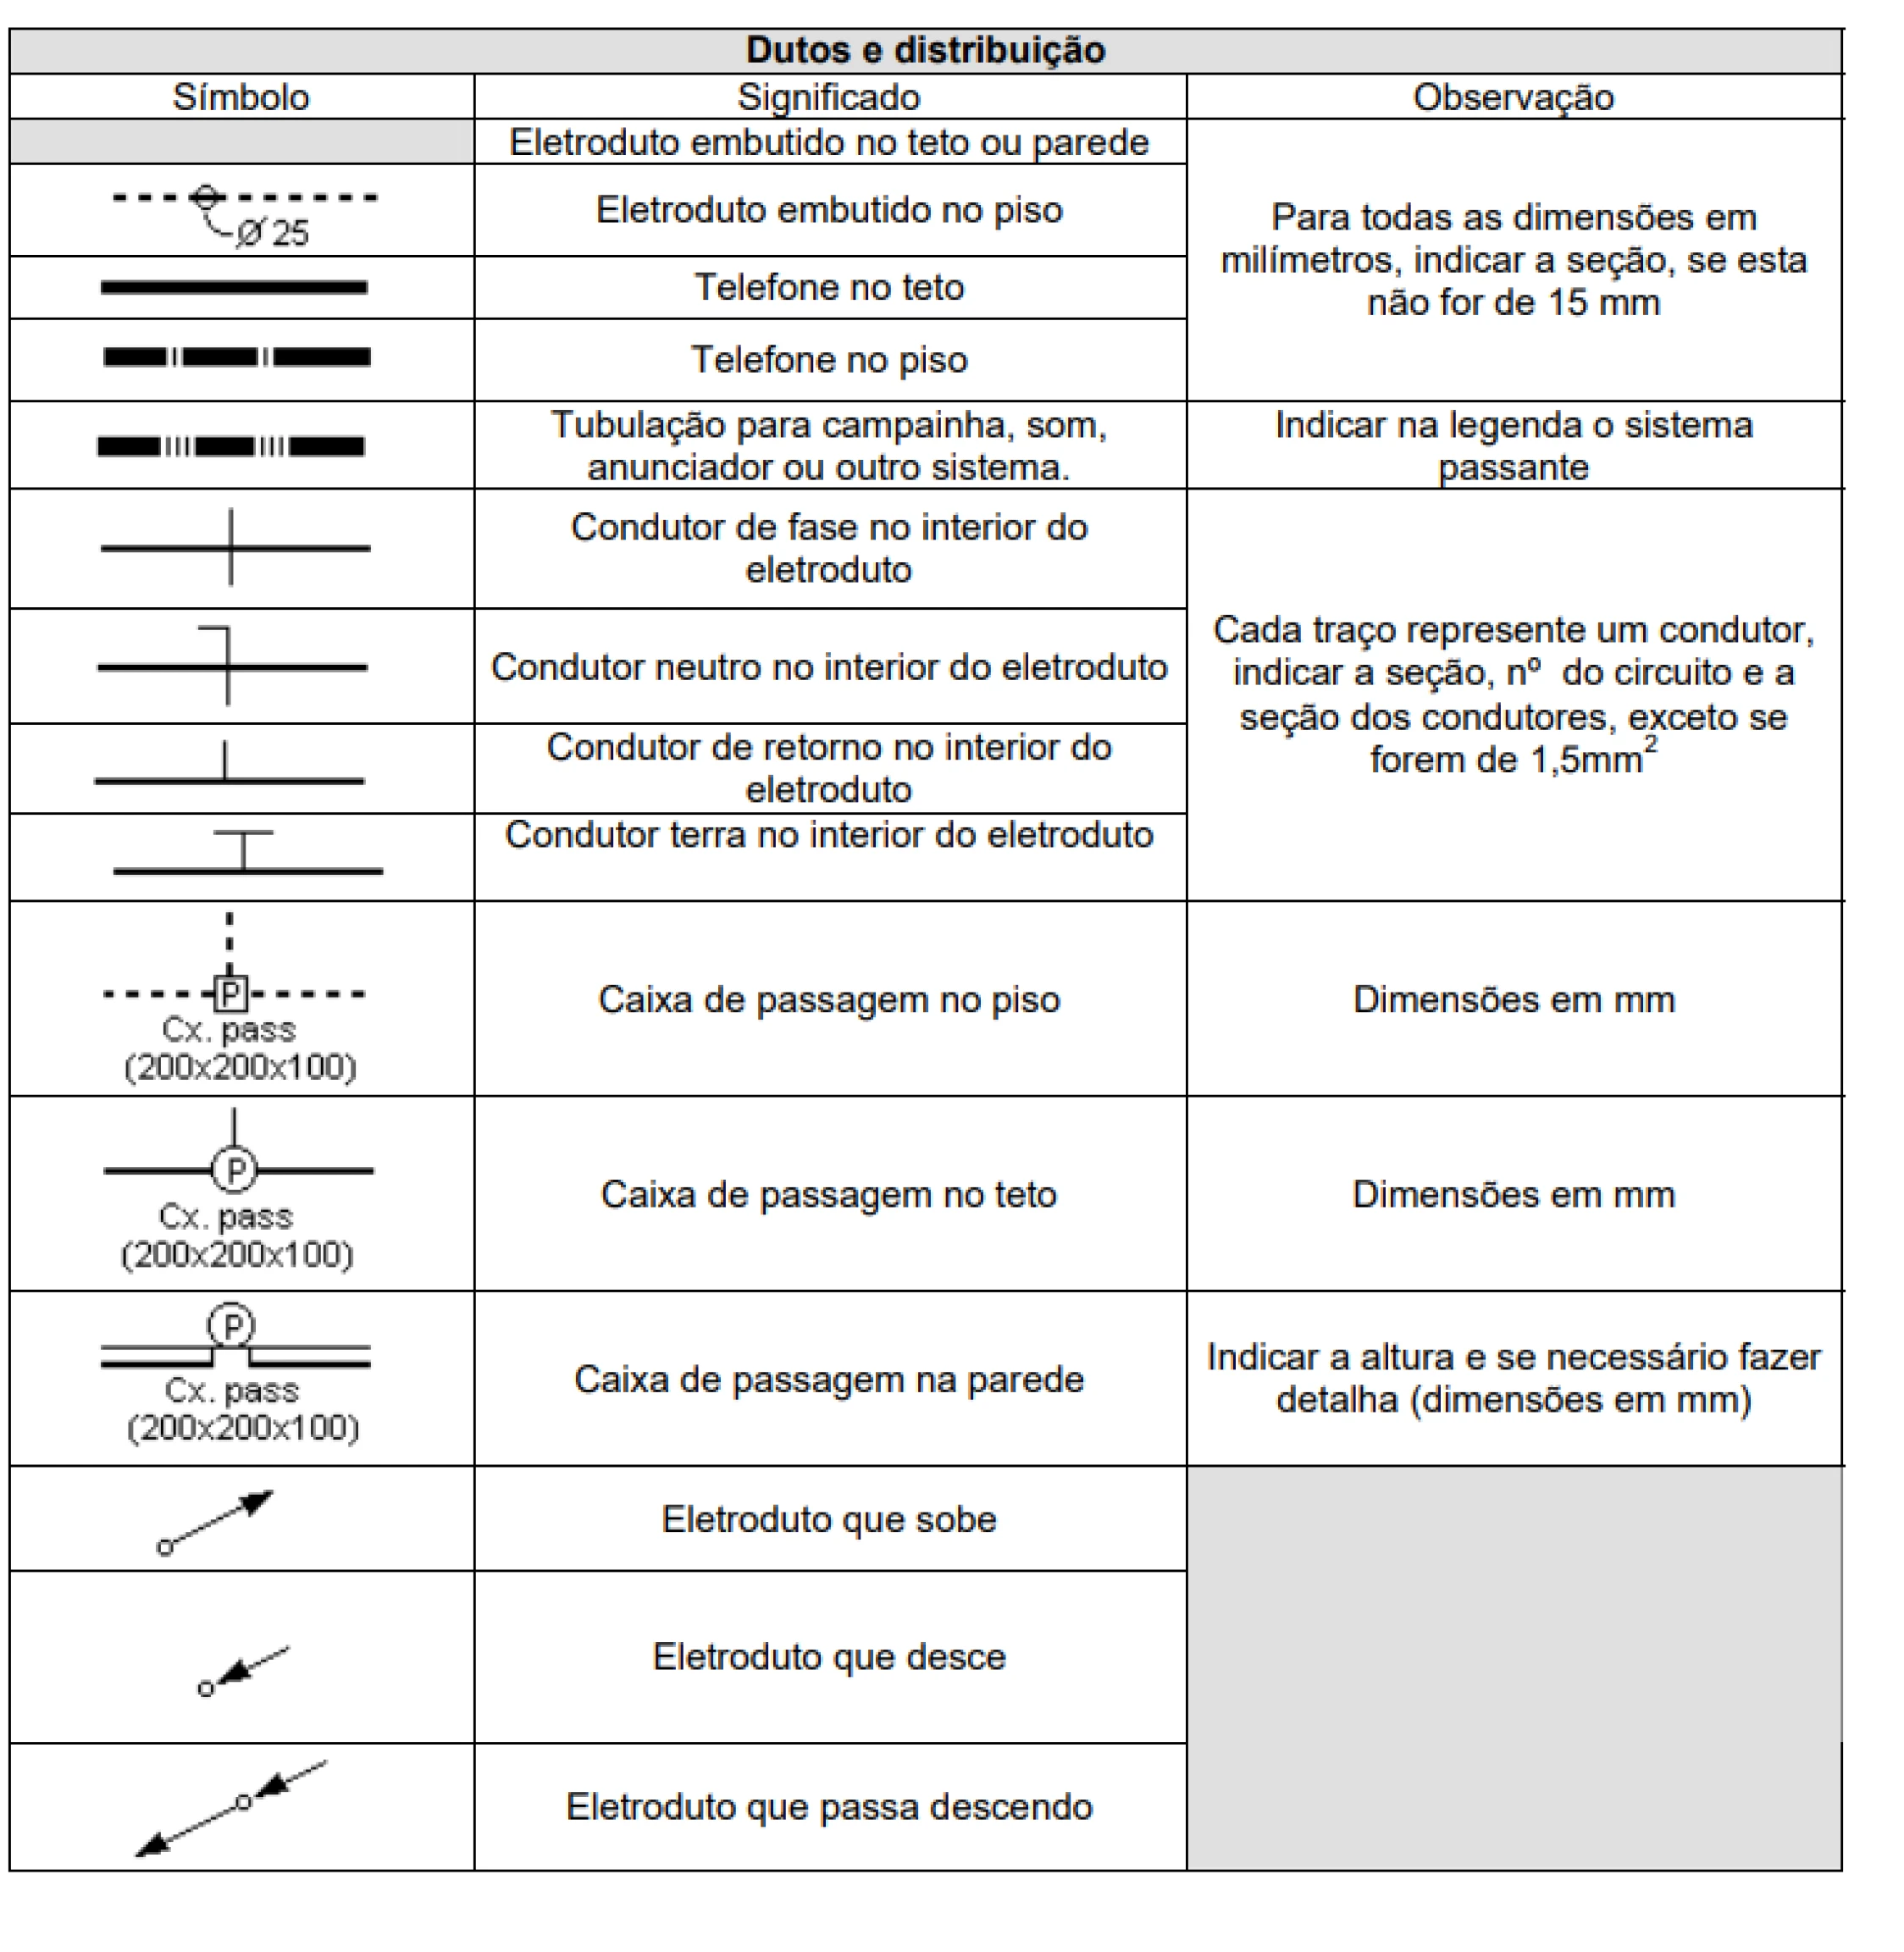 Dutos e distribuição
Símbolo
Significado
Observação
Eletroduto embutido no teto ou parede
Ø 25
Eletroduto embutido no piso
Para todas as dimensões em
milímetros, indicar a seção, se esta
não for de 15 mm
Telefone no teto
Telefone no piso
Tubulação para campainha, som,
anunciador ou outro sistema.
Indicar na legenda o sistema
passante
Condutor de fase no interior do
eletroduto
Condutor neutro no interior do eletroduto
Cada traço represente um condutor,
indicar a seção, nº do circuito e a
seção dos condutores, exceto se
forem de 1,5mm²
Condutor de retorno no interior do
eletroduto
Condutor terra no interior do eletroduto
P
Cx. pass
(200x200x100)
Caixa de passagem no piso
Dimensões em mm
P
Cx. pass
(200x200x100)
Caixa de passagem no teto
Dimensões em mm
P
Cx. pass
(200x200x100)
Caixa de passagem na parede
Indicar a altura e se necessário fazer
detalha (dimensões em mm)
Eletroduto que sobe
Eletroduto que desce
Eletroduto que passa descendo